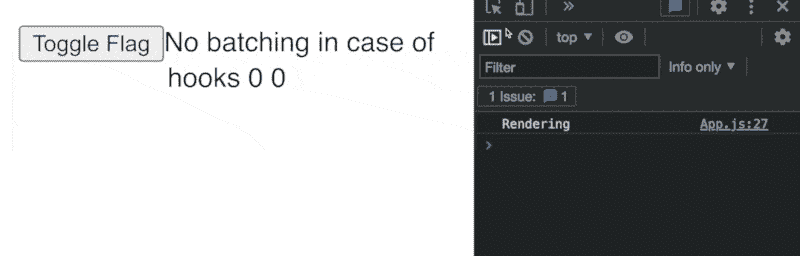 Toggle Flag No batching in case of
hooks 0 0
top ▼
Filter Info only ▼
1 Issue: 1
Rendering App.js:27